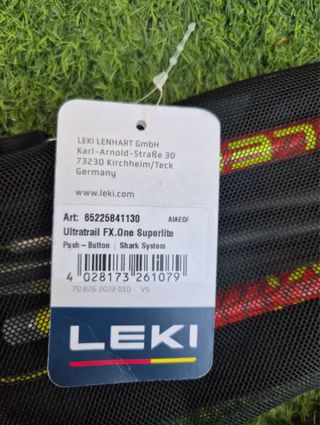 LEKI LENHART GmbH
Karl-Arnold-Straße 30
73230 Kirchheim/Teck
Germany
www.leki.com
Art: 65225841130 AIAEGF
Ultratrail FX.One Superlite
Push-Button | Shark System
4 028173 261079
70 826 2022 010 V5
LEKI